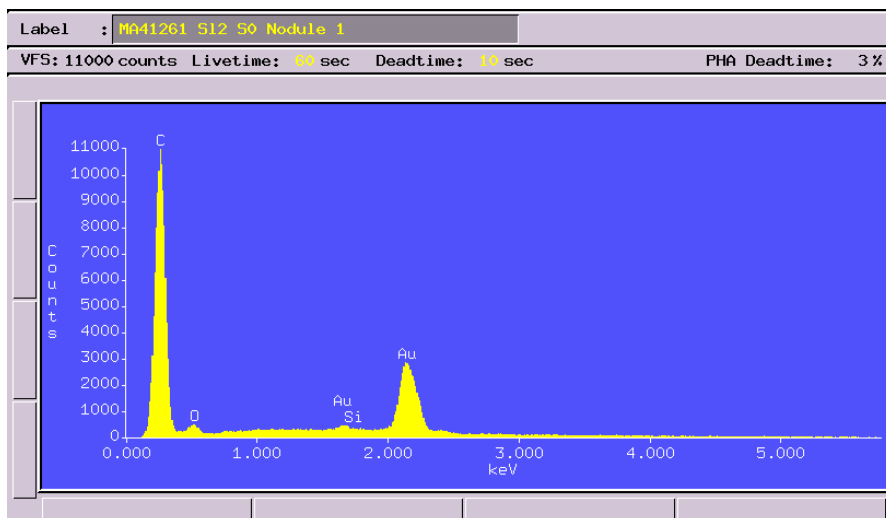 Label : MA41261 Sl2 S0 Nodule 1
VFS: 11000 counts Livetime: 60 sec Deadtime: 10 sec PHA Deadtime: 3 %
C
11000
10000
9000
8000
7000
6000
5000
4000
3000
2000
1000
0
Counts
Au
Au
O
Si
0.000 1.000 2.000 3.000 4.000 5.000
keV